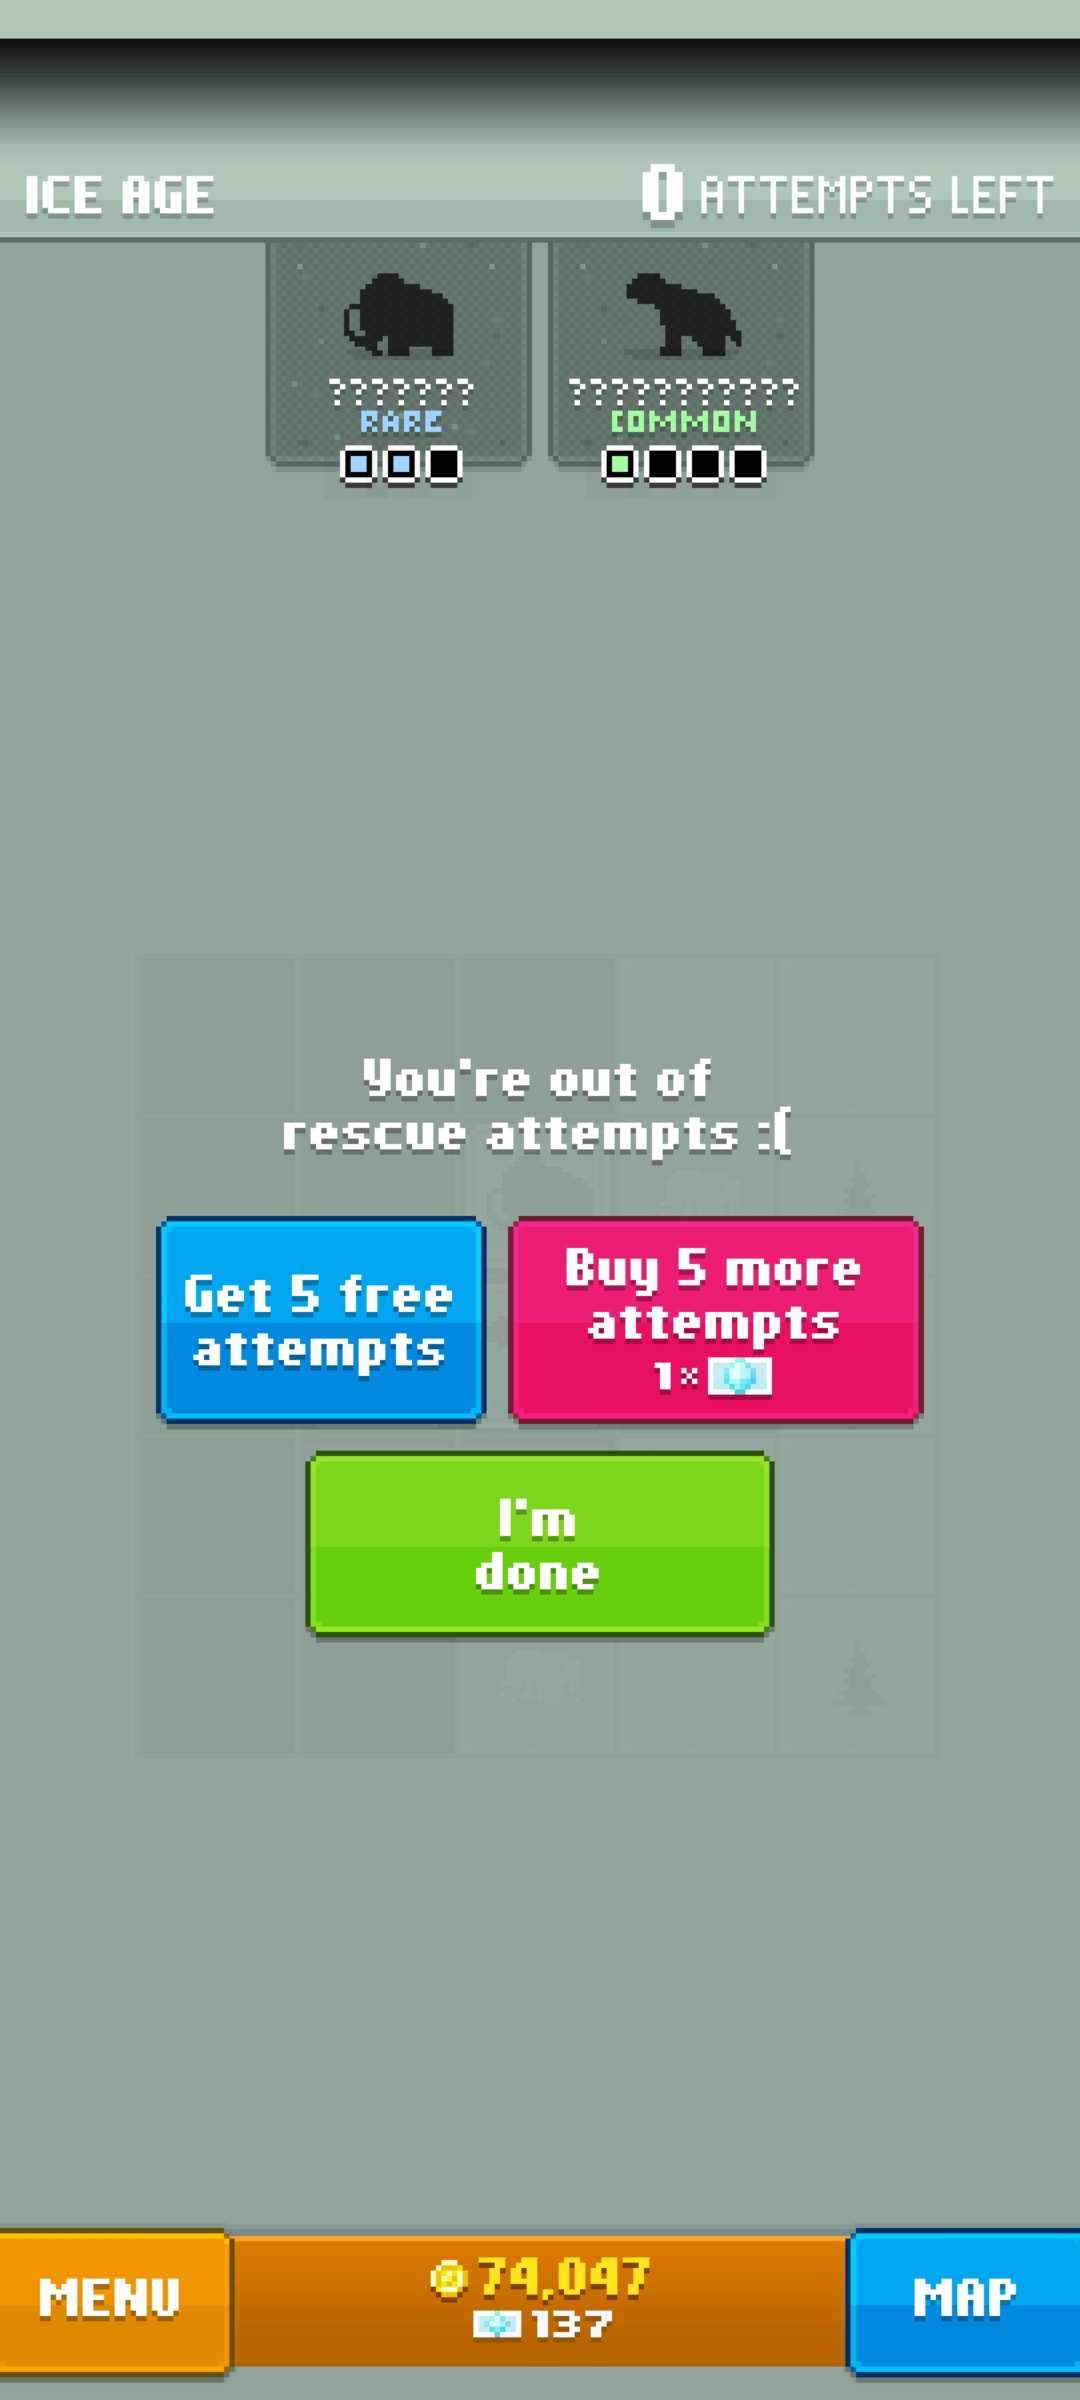 ICE AGE
0 ATTEMPTS LEFT
???????
RARE
???????????
COMMON
You're out of
rescue attempts :(
Get 5 free
attempts
Buy 5 more
attempts
1×
I'm
done
MENU
74,047
137
MAP